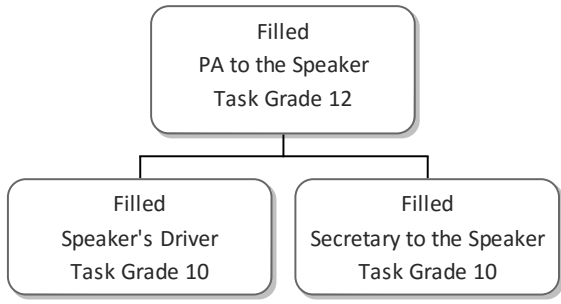 Filled
PA to the Speaker
Task Grade 12
Filled
Speaker's Driver
Task Grade 10
Filled
Secretary to the Speaker
Task Grade 10